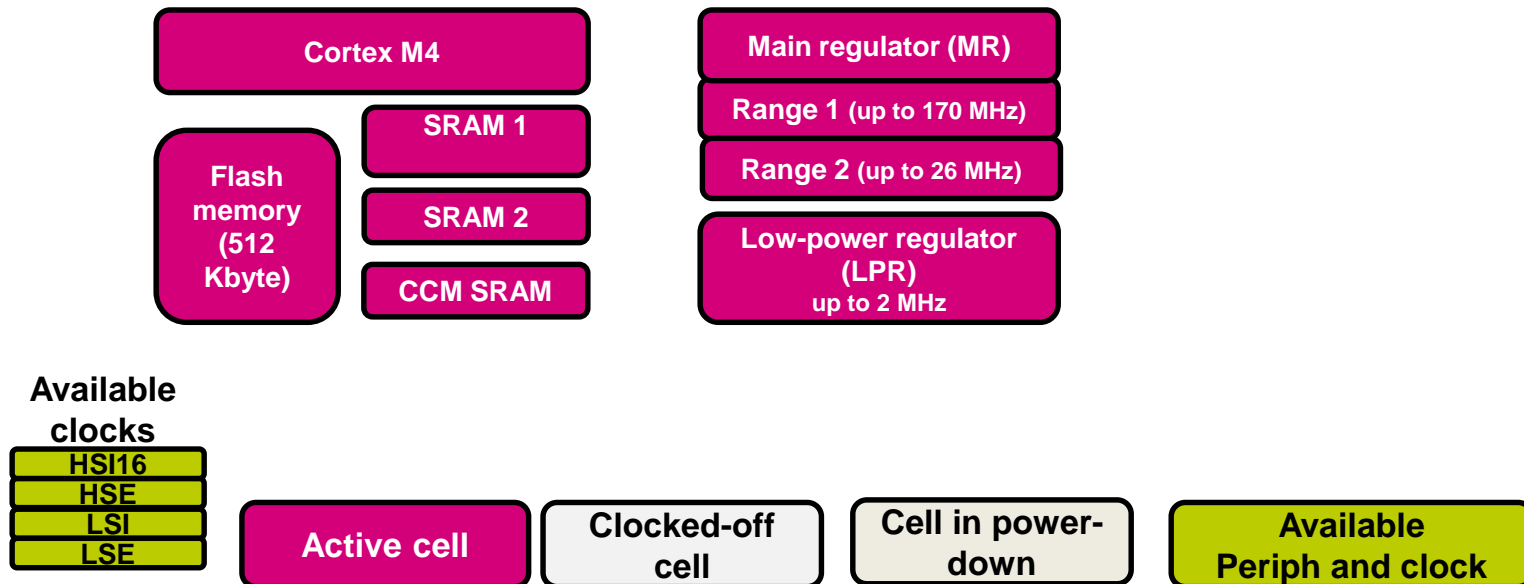 Cortex M4
SRAM 1
Flash
memory
(512
Kbyte)
SRAM 2
CCM SRAM
Main regulator (MR)
Range 1 (up to 170 MHz)
Range 2 (up to 26 MHz)
Low-power regulator
(LPR)
up to 2 MHz
Available
clocks
HSI16
HSE
LSI
LSE
Active cell
Clocked-off
cell
Cell in power-
down
Available
Periph and clock